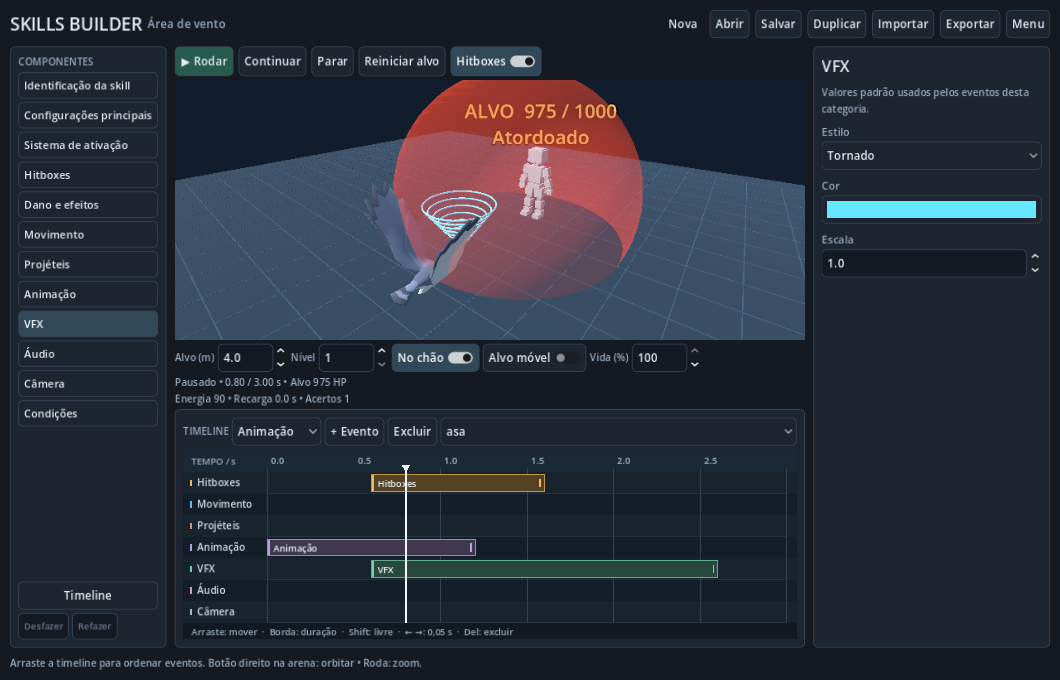 SKILLS BUILDER Área de vento Nova Abrir Salvar Duplicar Importar Exportar Menu
COMPONENTES
Identificação da skill
Configurações principais
Sistema de ativação
Hitboxes
Dano e efeitos
Movimento
Projéteis
Animação
VFX
Áudio
Câmera
Condições
Timeline
Desfazer Refazer
▶ Rodar Continuar Parar Reiniciar alvo Hitboxes
ALVO 975 / 1000
Atordoado
Alvo (m) 4.0 Nível 1 No chão Alvo móvel Vida (%) 100
Pausado • 0.80 / 3.00 s • Alvo 975 HP
Energia 90 • Recarga 0.0 s • Acertos 1
TIMELINE Animação + Evento Excluir asa
TEMPO / s 0.0 0.5 1.0 1.5 2.0 2.5
Hitboxes Hitboxes
Movimento
Projéteis
Animação Animação
VFX VFX
Áudio
Câmera
Arraste: mover · Borda: duração · Shift: livre · ← →: 0,05 s · Del: excluir
VFX
Valores padrão usados pelos eventos desta
categoria.
Estilo
Tornado
Cor
Escala
1.0
Arraste a timeline para ordenar eventos. Botão direito na arena: orbitar • Roda: zoom.